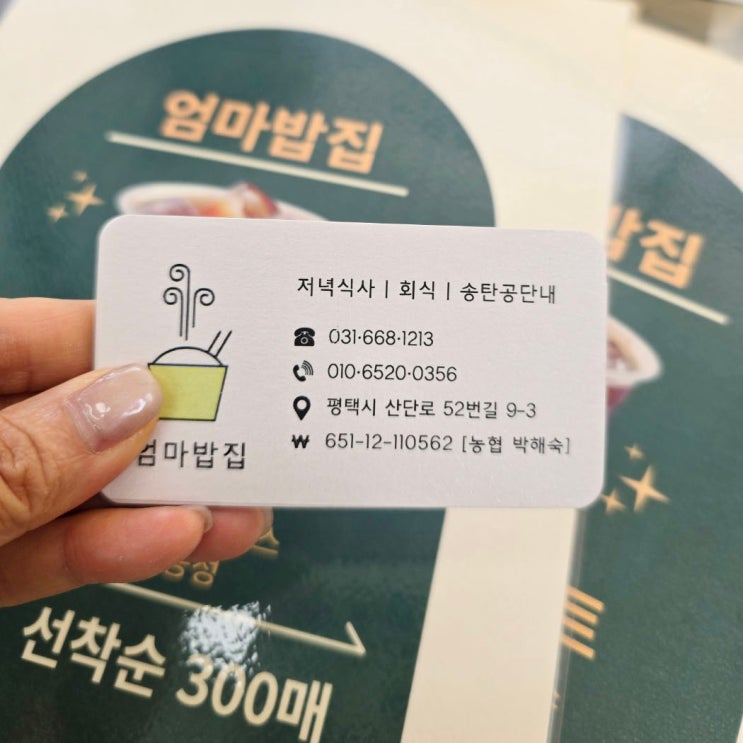 엄마밥집
밥집
저녁식사 | 회식 | 송탄공단내
031·668·1213
010·6520·0356
평택시 산단로 52번길 9-3
₩ 651-12-110562 [농협 박해숙]
엄마밥집
선착순 300매